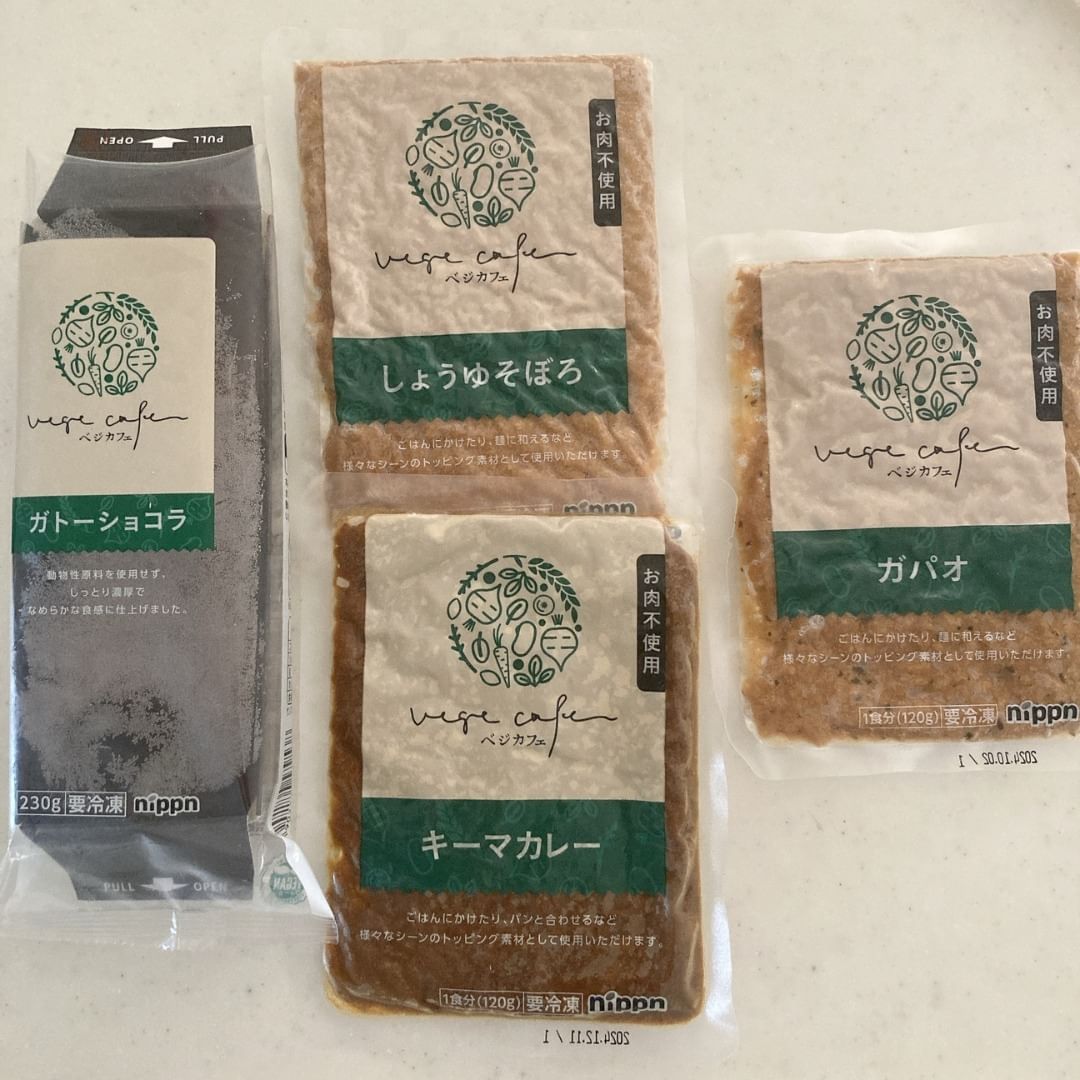 PULL OPEN
vege cafe
ベジカフェ
ガトーショコラ
動物性原料を使用せず、
しっとり濃厚で
なめらかな食感に仕上げました。
230g 要冷凍 nippn
PULL OPEN
VEGAN
お肉不使用
vege cafe
ベジカフェ
しょうゆそぼろ
ごはんにかけたり、麺に和えるなど
様々なシーンのトッピング素材として使用いただけます。
nippn
お肉不使用
vege cafe
ベジカフェ
キーマカレー
ごはんにかけたり、パンと合わせるなど
様々なシーンのトッピング素材として使用いただけます。
1食分(120g) 要冷凍 nippn
2024.12.11 / 1
お肉不使用
vege cafe
ベジカフェ
ガパオ
ごはんにかけたり、麺に和えるなど
様々なシーンのトッピング素材として使用いただけます。
1食分(120g) 要冷凍 nippn
2024.10.02 / 1